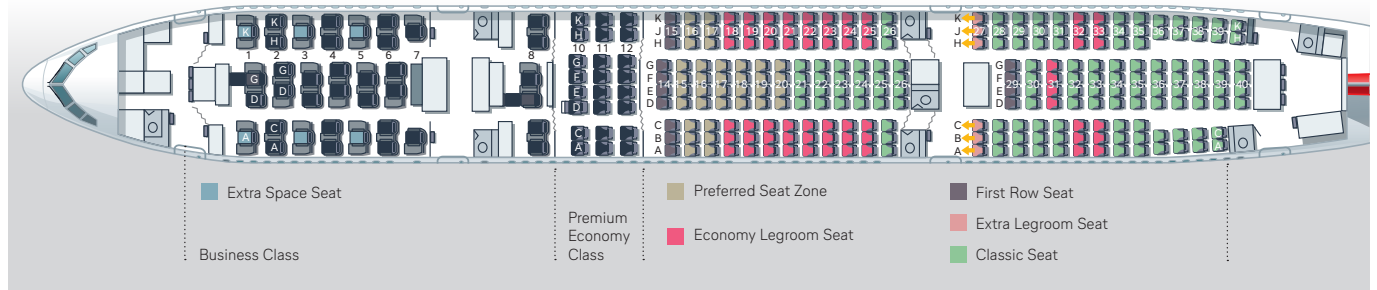 K
K
H
1 2 3 4 5 6 7
G
D
G
D
A
C
A
8
K
H
10 11 12
G
F
E
D
C
A
K
J 15 16 17 18 19 20 21 22 23 24 25 26
H
G
F 14 15 16 17 18 19 20 21 22 23 24 25 26
E
D
C
B
A
K
J 27 28 29 30 31 32 33 34 35 36 37 38 39
H
K
H
G
F 29 30 31 32 33 34 35 36 37 38 39 40
E
D
C
B
A
C
A
Extra Space Seat
Business Class
Premium
Economy
Class
Preferred Seat Zone
Economy Legroom Seat
First Row Seat
Extra Legroom Seat
Classic Seat